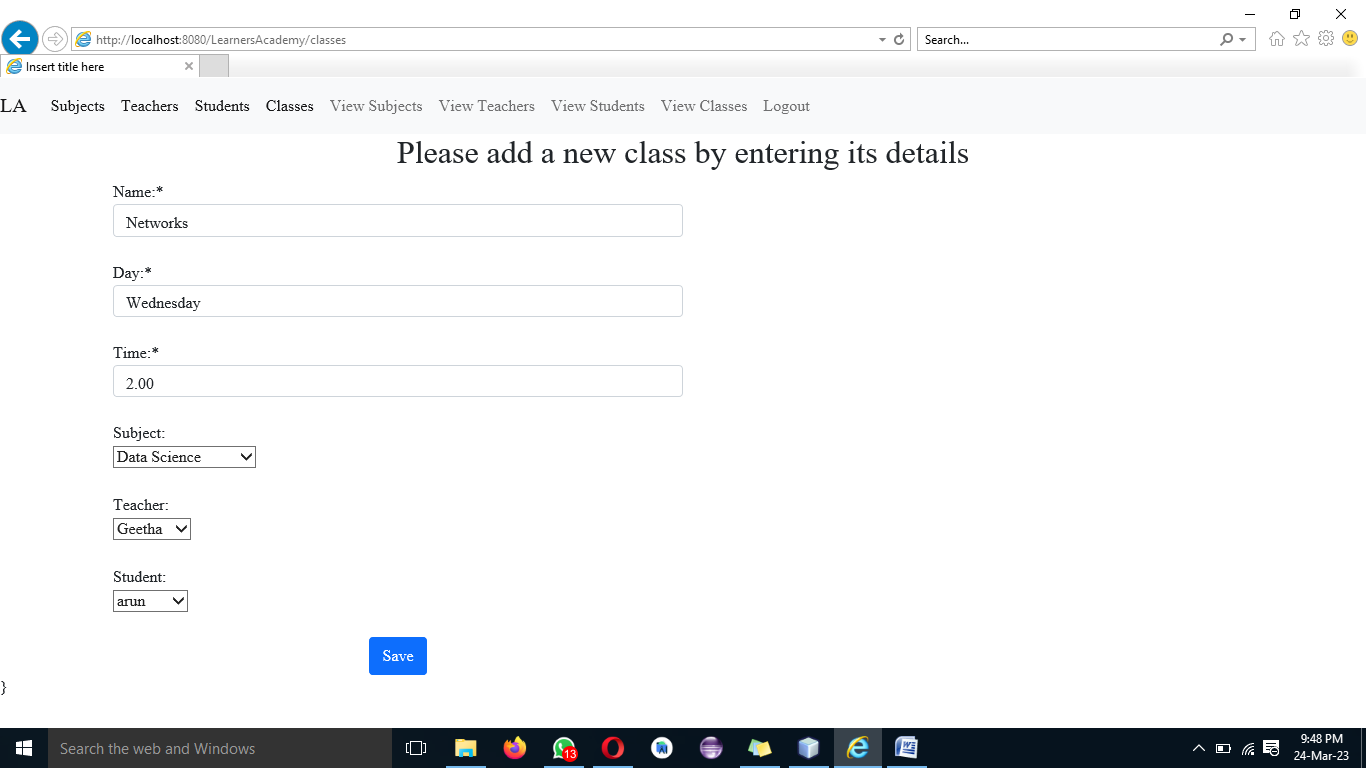 http://localhost:8080/LearnersAcademy/classes
Search...
Insert title here
LA Subjects Teachers Students Classes View Subjects View Teachers View Students View Classes Logout
Please add a new class by entering its details
Name:*
Networks
Day:*
Wednesday
Time:*
2.00
Subject:
Data Science
Teacher:
Geetha
Student:
arun
Save
}
Search the web and Windows
13
9:48 PM
24-Mar-23